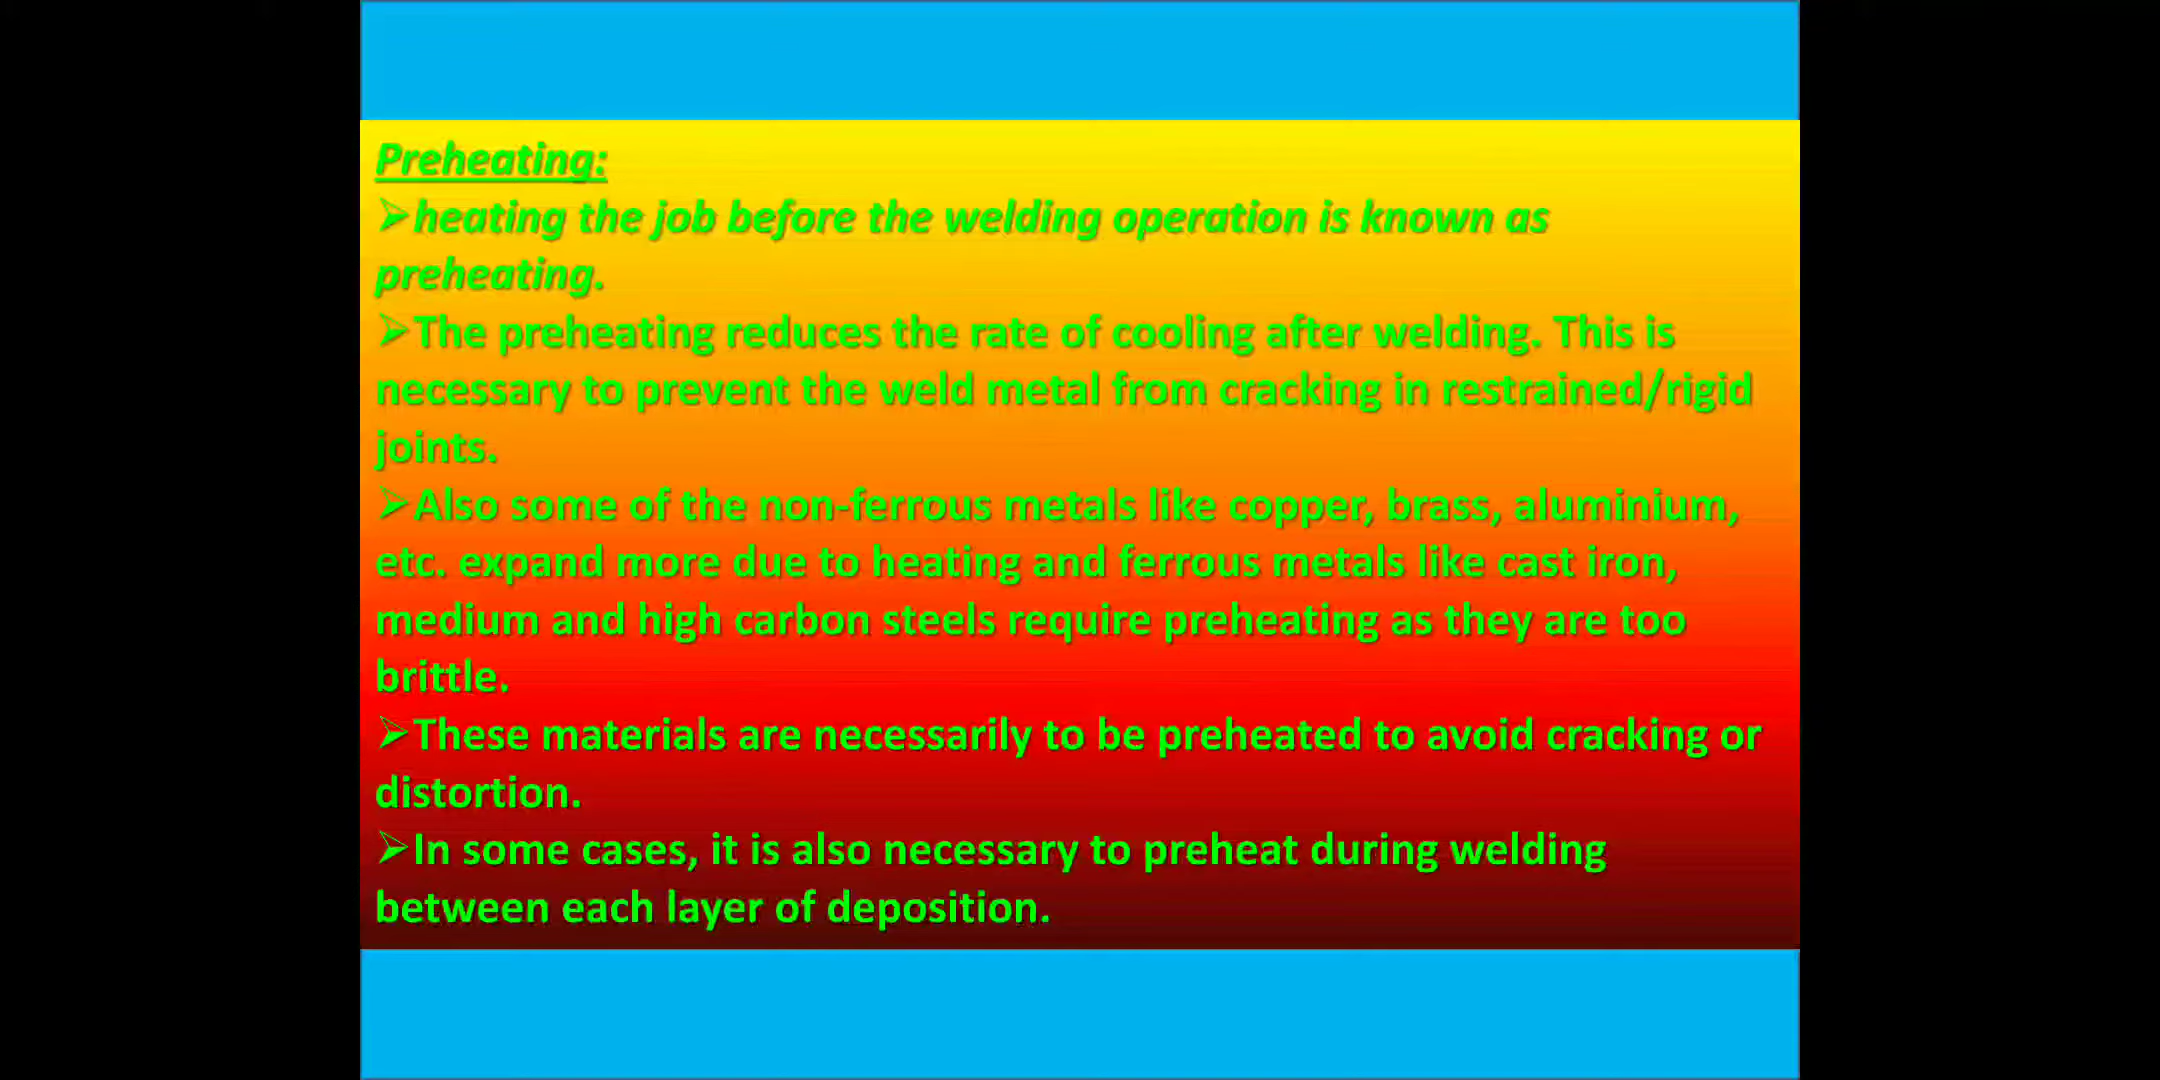 Preheating:
➢heating the job before the welding operation is known as
preheating.
➢The preheating reduces the rate of cooling after welding. This is
necessary to prevent the weld metal from cracking in restrained/rigid
joints.
➢Also some of the non-ferrous metals like copper, brass, aluminium,
etc. expand more due to heating and ferrous metals like cast iron,
medium and high carbon steels require preheating as they are too
brittle.
➢These materials are necessarily to be preheated to avoid cracking or
distortion.
➢In some cases, it is also necessary to preheat during welding
between each layer of deposition.